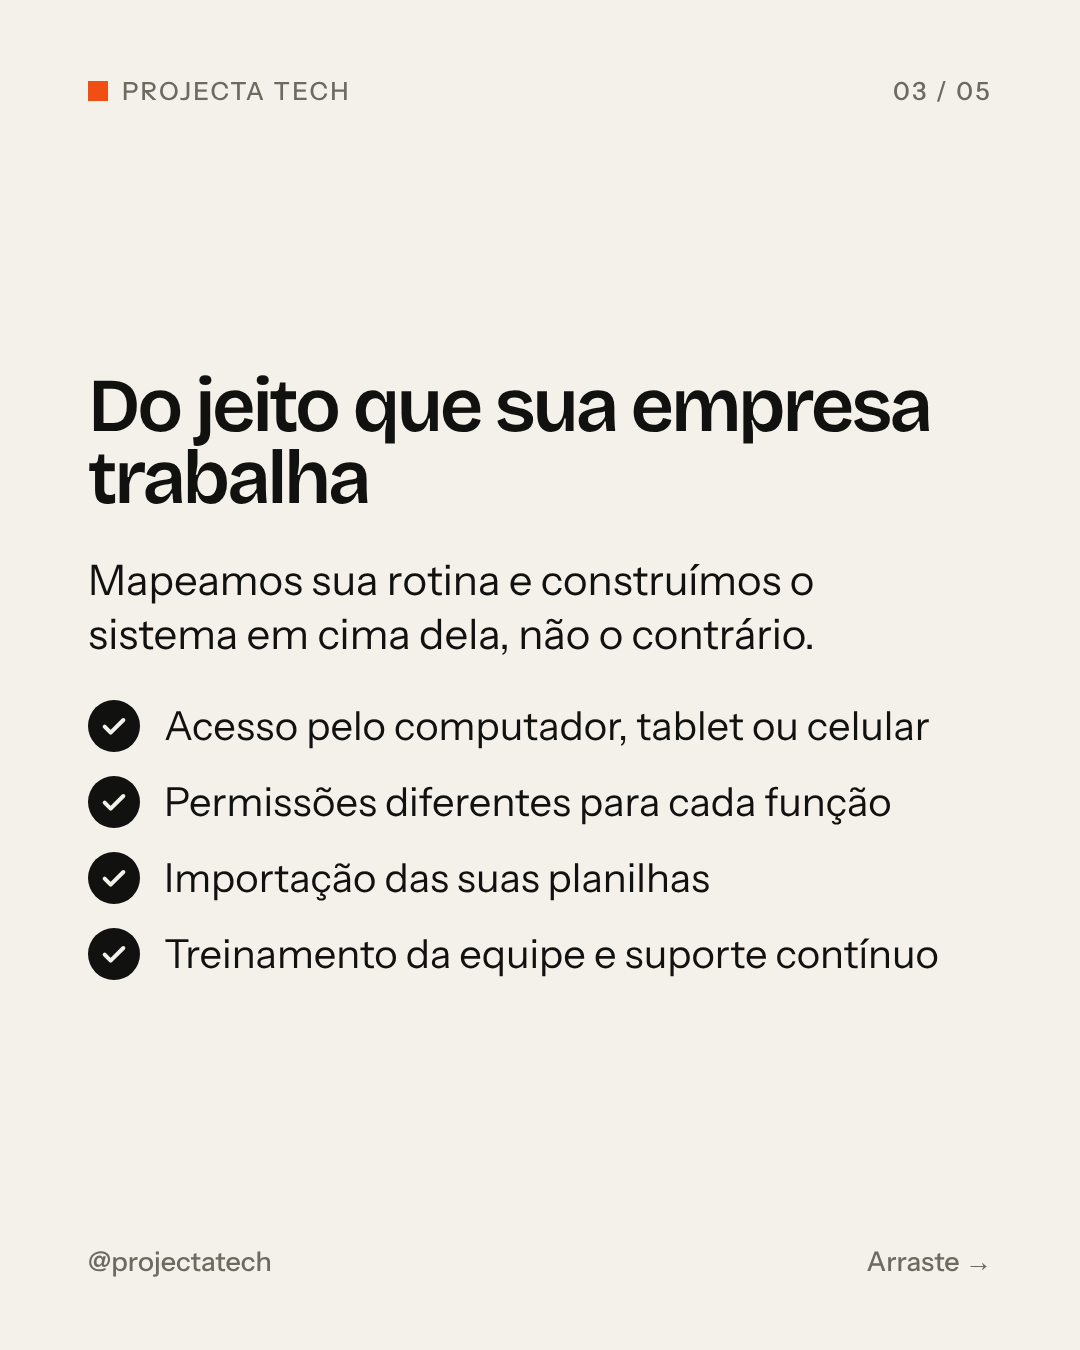 PROJECTA TECH
03 / 05
Do jeito que sua empresa
trabalha
Mapeamos sua rotina e construímos o
sistema em cima dela, não o contrário.
Acesso pelo computador, tablet ou celular
Permissões diferentes para cada função
Importação das suas planilhas
Treinamento da equipe e suporte contínuo
@projectatech
Arraste →